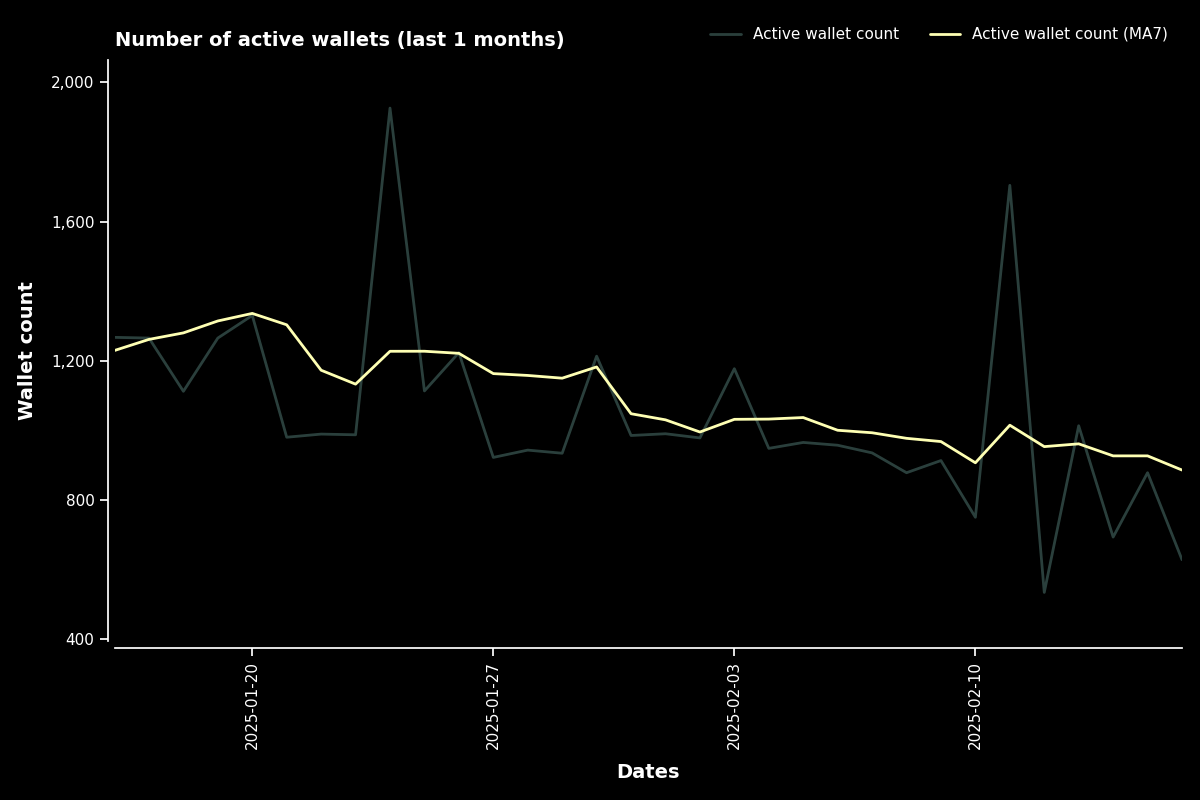 Number of active wallets (last 1 months)
Active wallet count
Active wallet count (MA7)
Wallet count
2,000
1,600
1,200
800
400
2025-01-20
2025-01-27
2025-02-03
2025-02-10
Dates